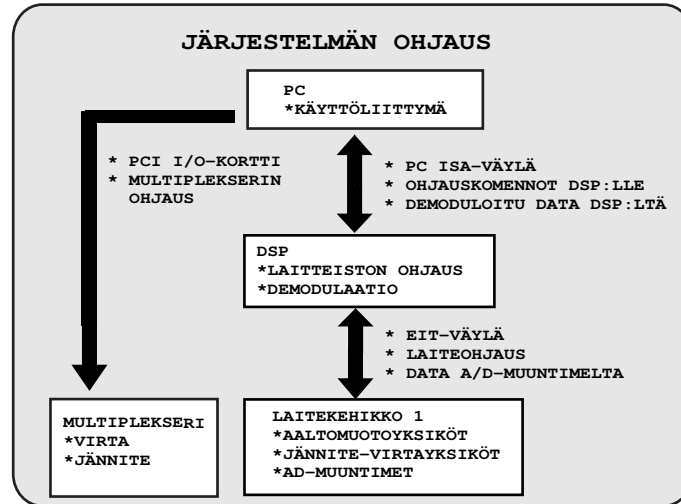 JÄRJESTELMÄN OHJAUS
PC
*KÄYTTÖLIITTYMÄ
* PCI I/O-KORTTI
* MULTIPLEKSERIN
OHJAUS
* PC ISA-VÄYLÄ
* OHJAUSKOMENNOT DSP:LLE
* DEMODULOITU DATA DSP:LTÄ
DSP
*LAITTEISTON OHJAUS
*DEMODULAATIO
* EIT-VÄYLÄ
* LAITEOHJAUS
* DATA A/D-MUUNTIMELTA
MULTIPLEKSERI
*VIRTA
*JÄNNITE
LAITEKEHIKKO 1
*AALTOMUOTOYKSIKÖT
*JÄNNITE-VIRTAYKSIKÖT
*AD-MUUNTIMET